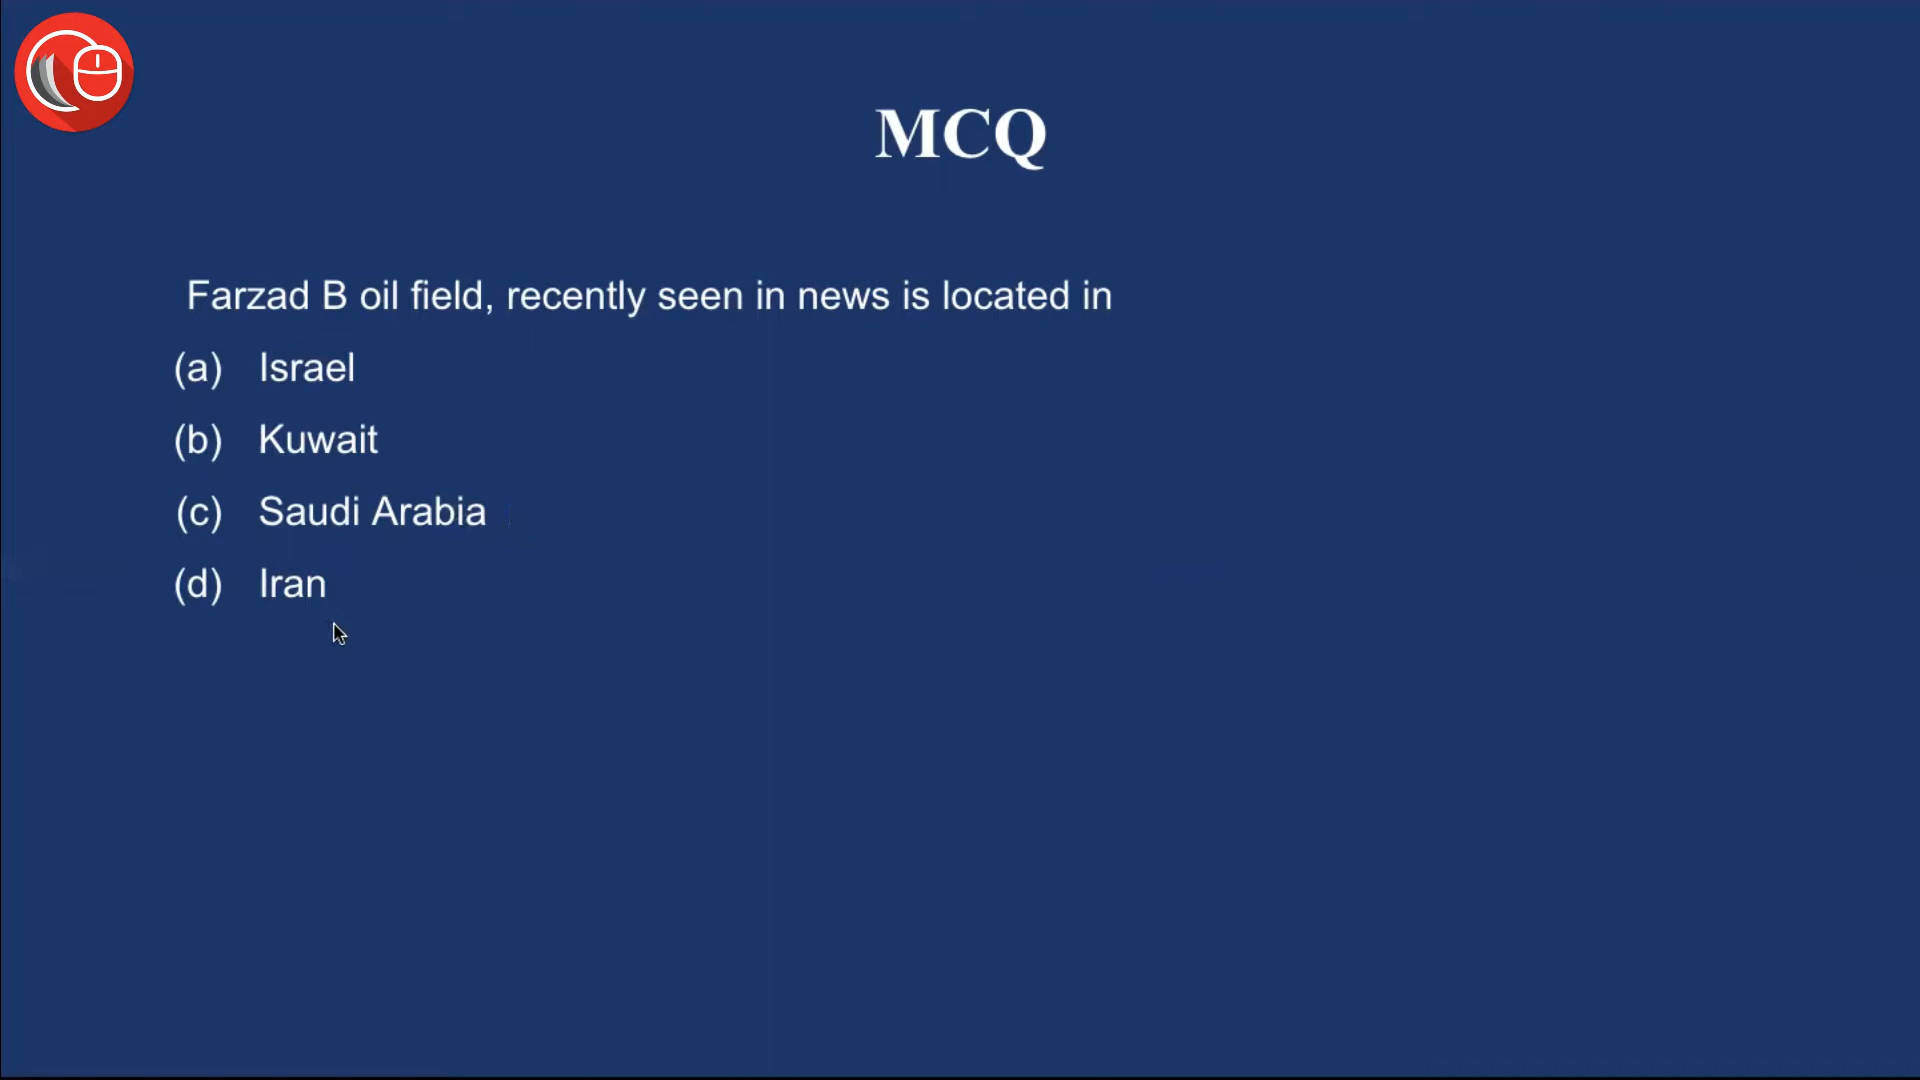 MCQ
Farzad B oil field, recently seen in news is located in
(a) Israel
(b) Kuwait
(c) Saudi Arabia
(d) Iran